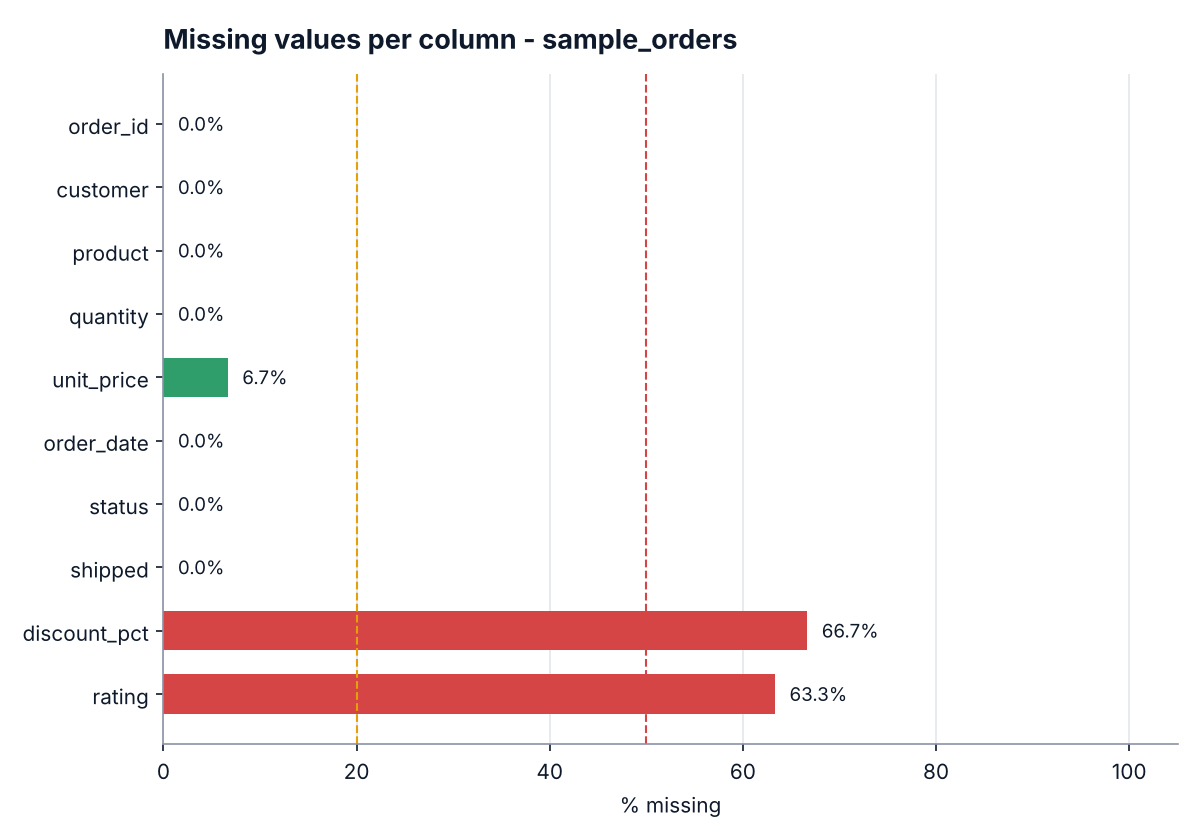 Missing values per column - sample_orders
order_id 0.0%
customer 0.0%
product 0.0%
quantity 0.0%
unit_price 6.7%
order_date 0.0%
status 0.0%
shipped 0.0%
discount_pct 66.7%
rating 63.3%
0 20 40 60 80 100
% missing